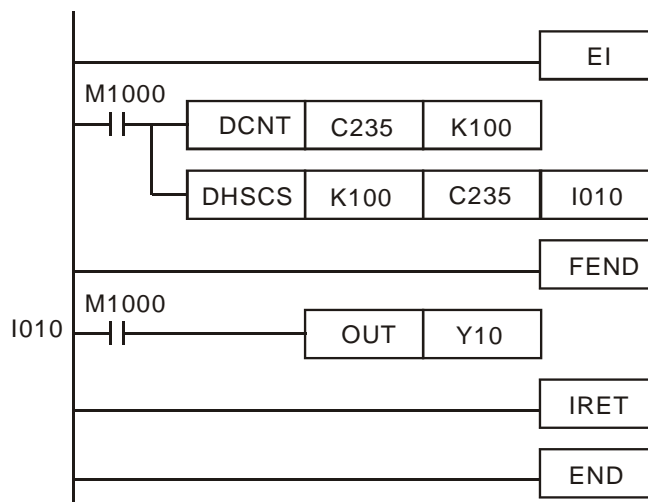 EI
M1000
DCNT C235 K100
DHSCS K100 C235 I010
FEND
M1000
I010 OUT Y10
IRET
END